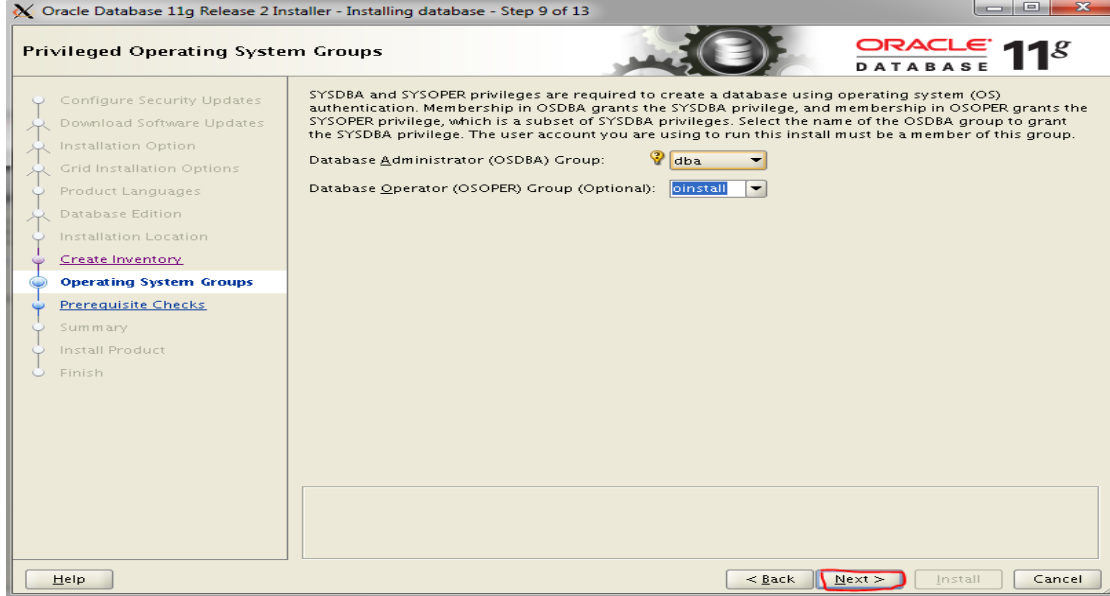 Oracle Database 11g Release 2 Installer - Installing database - Step 9 of 13
Privileged Operating System Groups
ORACLE
DATABASE
11g
Configure Security Updates
Download Software Updates
Installation Option
Grid Installation Options
Product Languages
Database Edition
Installation Location
Create Inventory
Operating System Groups
Prerequisite Checks
Summary
Install Product
Finish
SYSDBA and SYSOPER privileges are required to create a database using operating system (OS)
authentication. Membership in OSDBA grants the SYSDBA privilege, and membership in OSOPER grants the
SYSOPER privilege, which is a subset of SYSDBA privileges. Select the name of the OSDBA group to grant
the SYSDBA privilege. The user account you are using to run this install must be a member of this group.
Database Administrator (OSDBA) Group: dba
Database Operator (OSOPER) Group (Optional): oinstall
Help < Back Next > Install Cancel